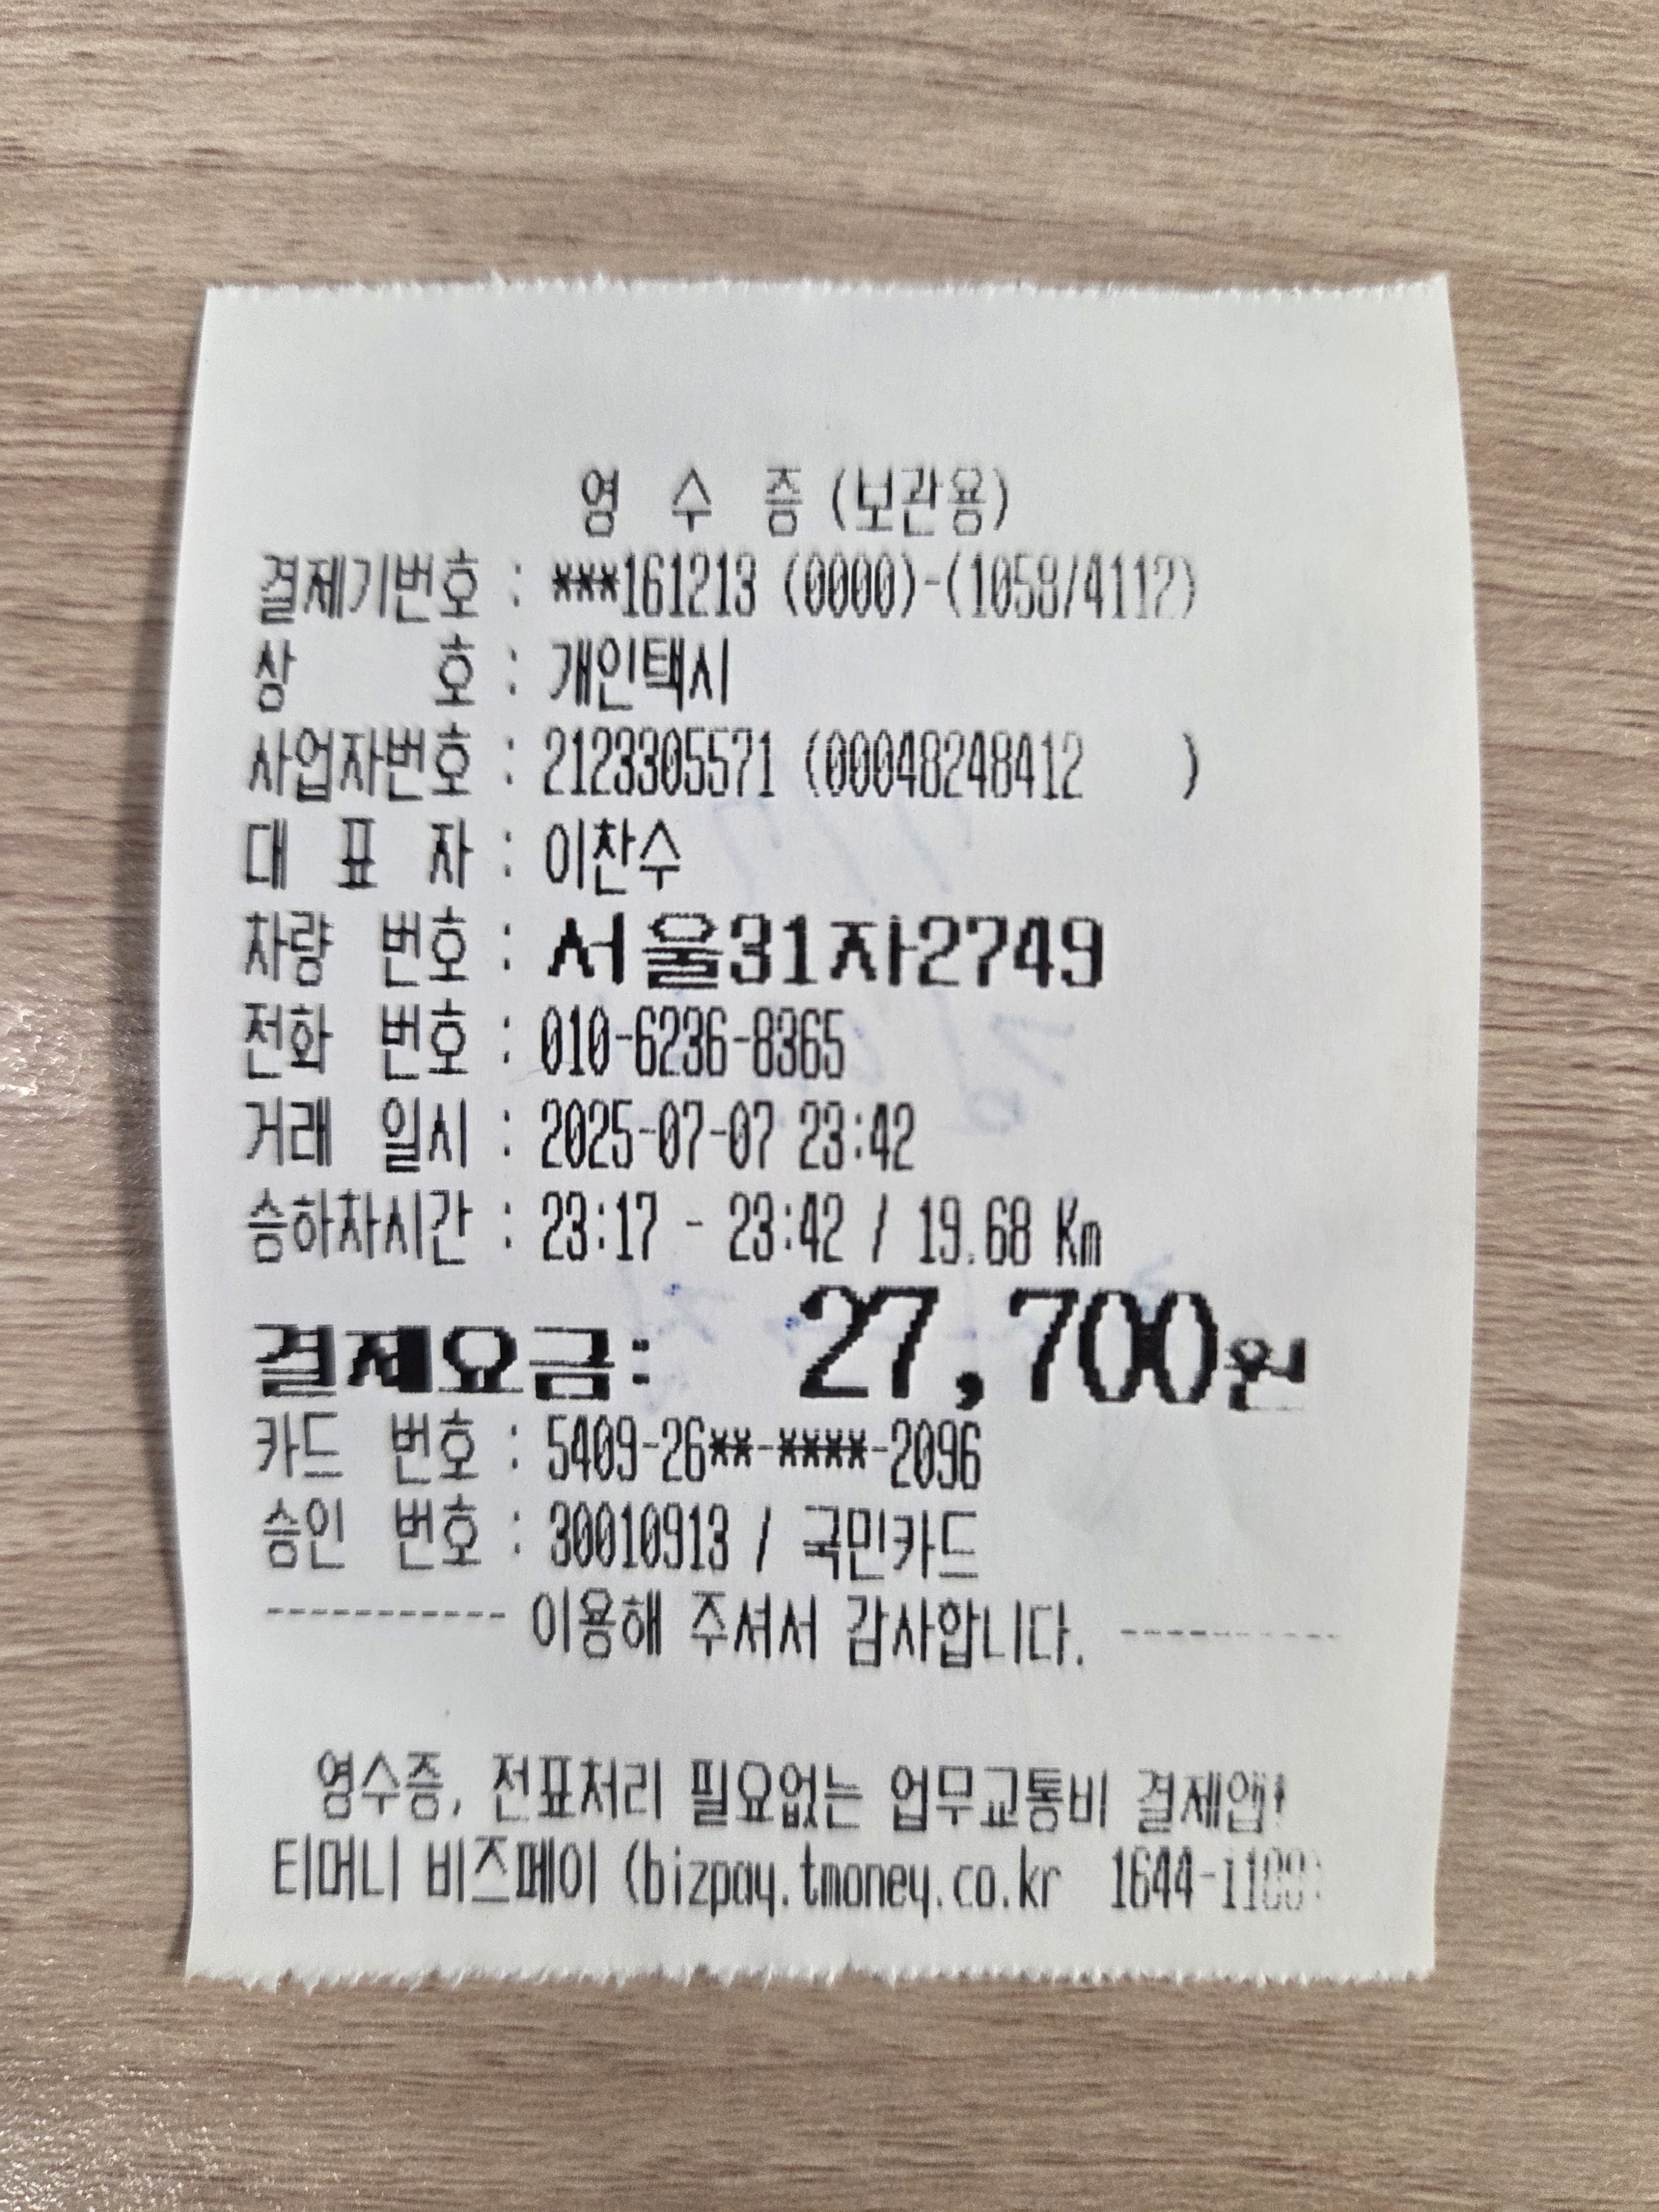 영 수 증 (보관용)
결제기번호 : ***161213 (0000)-(1058/4112)
상 호 : 개인택시
사업자번호 : 2123305571 (00048248412 )
대 표 자 : 이찬수
차량 번호 : 서울31자2749
전화 번호 : 010-6236-8365
거래 일시 : 2025-07-07 23:42
승하차시간 : 23:17 - 23:42 / 19.68 Km
결제요금: 27,700원
카드 번호 : 5409-26**-****-2096
승인 번호 : 30010913 / 국민카드
----------- 이용해 주셔서 감사합니다. ----------
영수증, 전표처리 필요없는 업무교통비 결제앱!
티머니 비즈페이 (bizpay.tmoney.co.kr